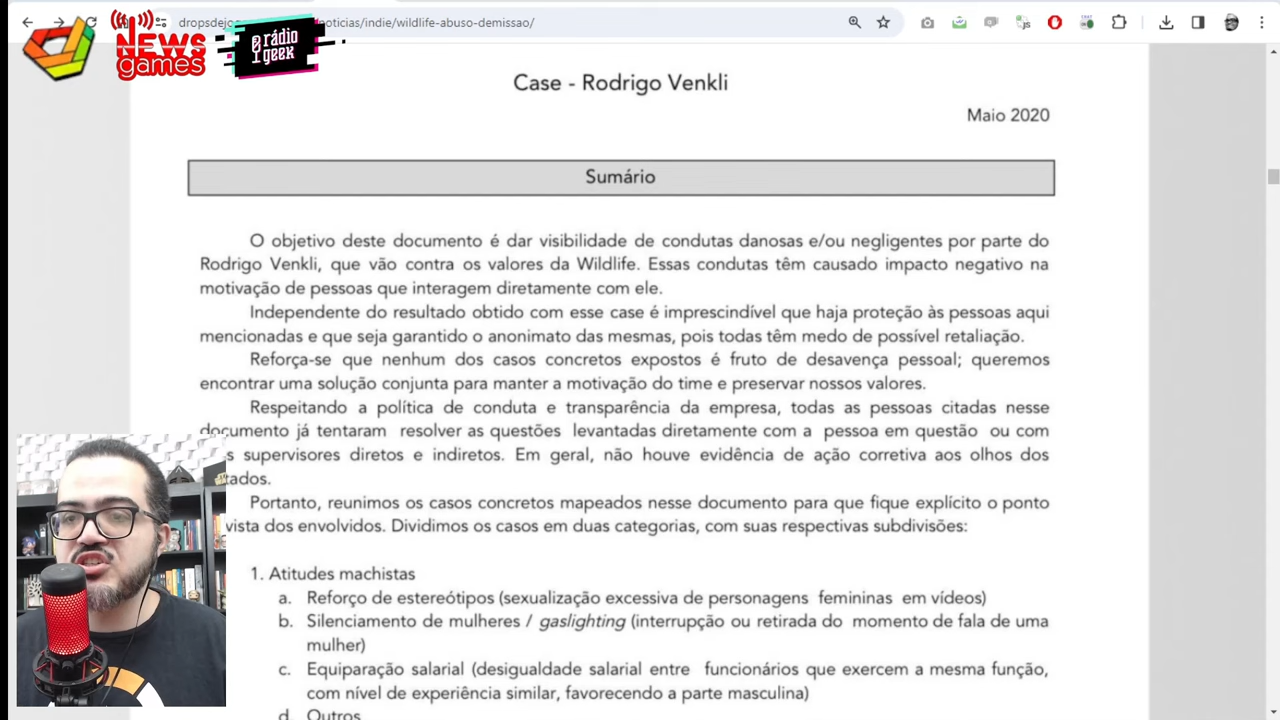 dropsdejo
noticias/indie/wildlife-abuso-demissao/
NEWS
games
rádio
geek
Case - Rodrigo Venkli
Maio 2020
Sumário
O objetivo deste documento é dar visibilidade de condutas danosas e/ou negligentes por parte do
Rodrigo Venkli, que vão contra os valores da Wildlife. Essas condutas têm causado impacto negativo na
motivação de pessoas que interagem diretamente com ele.
Independente do resultado obtido com esse case é imprescindível que haja proteção às pessoas aqui
mencionadas e que seja garantido o anonimato das mesmas, pois todas têm medo de possível retaliação.
Reforça-se que nenhum dos casos concretos expostos é fruto de desavença pessoal; queremos
encontrar uma solução conjunta para manter a motivação do time e preservar nossos valores.
Respeitando a política de conduta e transparência da empresa, todas as pessoas citadas nesse
documento já tentaram resolver as questões levantadas diretamente com a pessoa em questão ou com
s supervisores diretos e indiretos. Em geral, não houve evidência de ação corretiva aos olhos dos
tados.
Portanto, reunimos os casos concretos mapeados nesse documento para que fique explícito o ponto
vista dos envolvidos. Dividimos os casos em duas categorias, com suas respectivas subdivisões:
1. Atitudes machistas
a. Reforço de estereótipos (sexualização excessiva de personagens femininas em vídeos)
b. Silenciamento de mulheres / gaslighting (interrupção ou retirada do momento de fala de uma
mulher)
c. Equiparação salarial (desigualdade salarial entre funcionários que exercem a mesma função,
com nível de experiência similar, favorecendo a parte masculina)
d. Outros